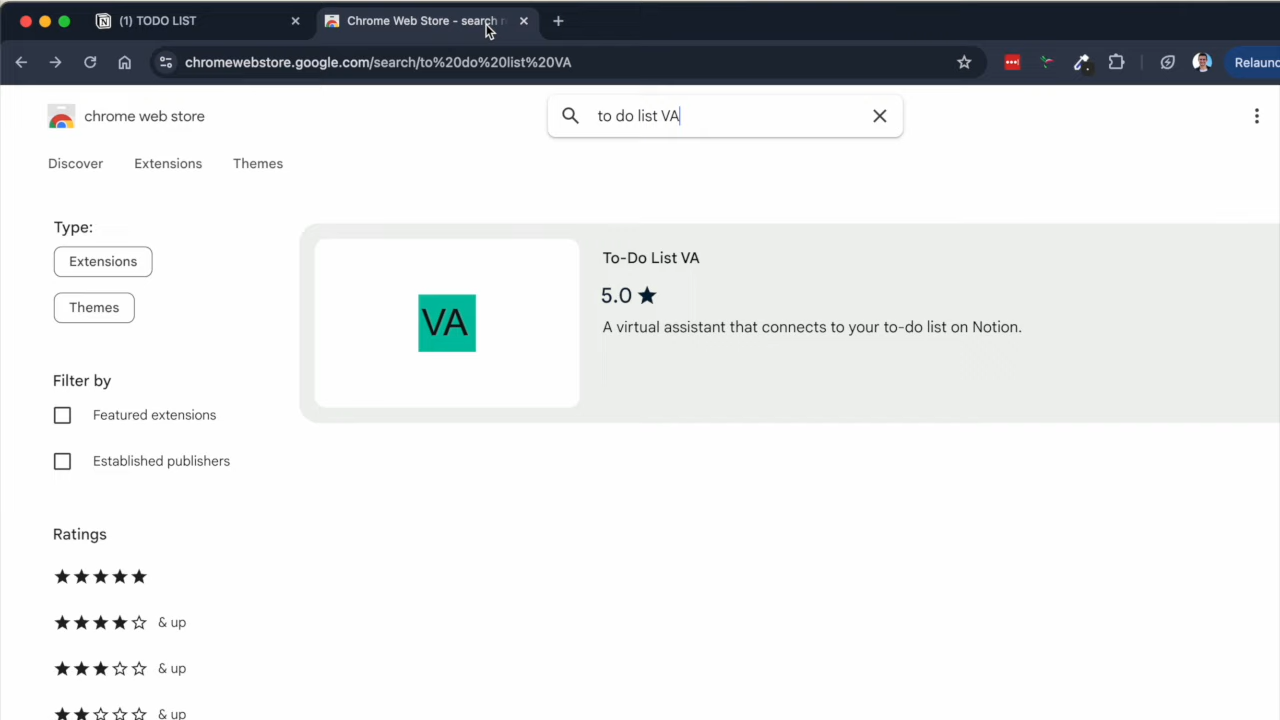 (1) TODO LIST
Chrome Web Store - search
chromewebstore.google.com/search/to%20do%20list%20VA
Relaunc
chrome web store
to do list VA
Discover
Extensions
Themes
Type:
Extensions
Themes
VA
To-Do List VA
5.0 ★
A virtual assistant that connects to your to-do list on Notion.
Filter by
Featured extensions
Established publishers
Ratings
& up
& up
& up